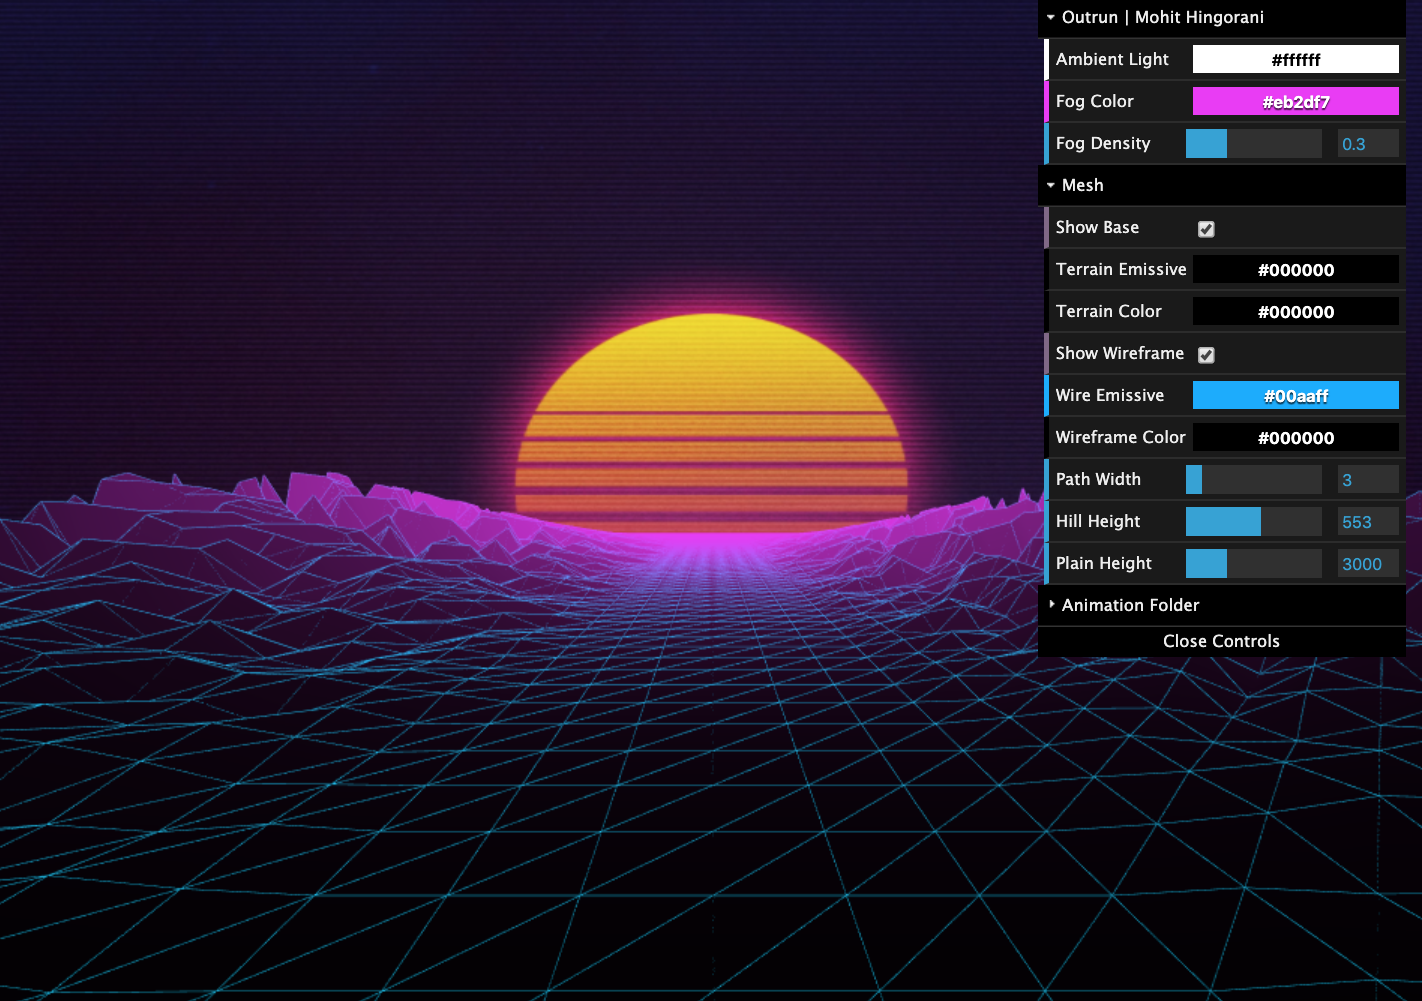 Outrun | Mohit Hingorani
Ambient Light #ffffff
Fog Color #eb2df7
Fog Density 0.3
Mesh
Show Base
Terrain Emissive #000000
Terrain Color #000000
Show Wireframe
Wire Emissive #00aaff
Wireframe Color #000000
Path Width 3
Hill Height 553
Plain Height 3000
Animation Folder
Close Controls